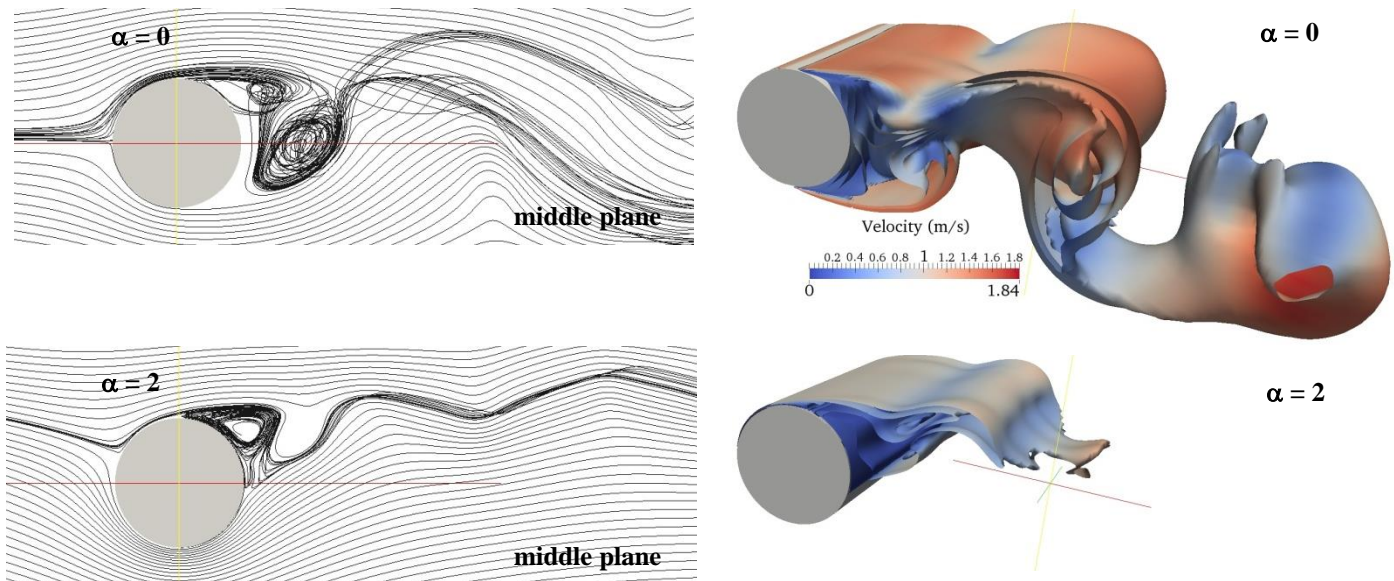 α = 0
middle plane
α = 0
Velocity (m/s)
0.2 0.4 0.6 0.8 1 1.2 1.4 1.6 1.8
0 1.84
α = 2
middle plane
α = 2